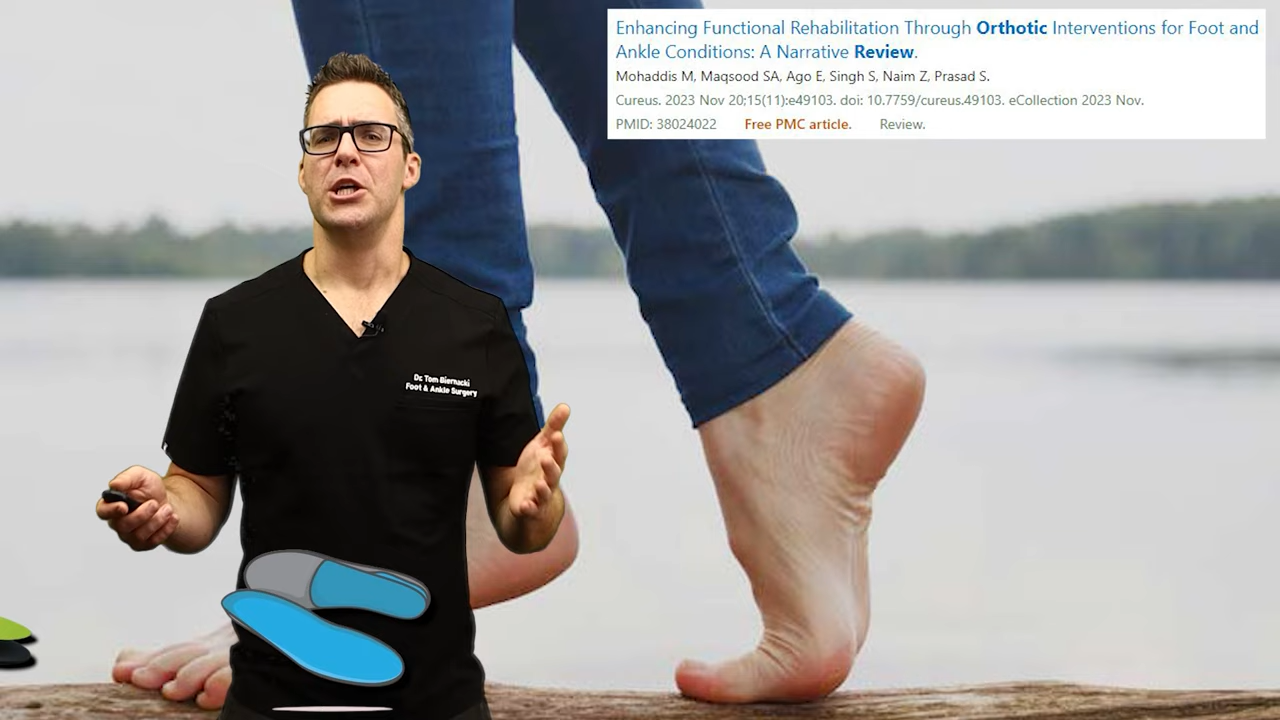 Enhancing Functional Rehabilitation Through Orthotic Interventions for Foot and
Ankle Conditions: A Narrative Review.
Mohaddis M, Maqsood SA, Ago E, Singh S, Naim Z, Prasad S.
Cureus. 2023 Nov 20;15(11):e49103. doi: 10.7759/cureus.49103. eCollection 2023 Nov.
PMID: 38024022 Free PMC article. Review.
Dr. Tom Biernacki
Foot & Ankle Surgery